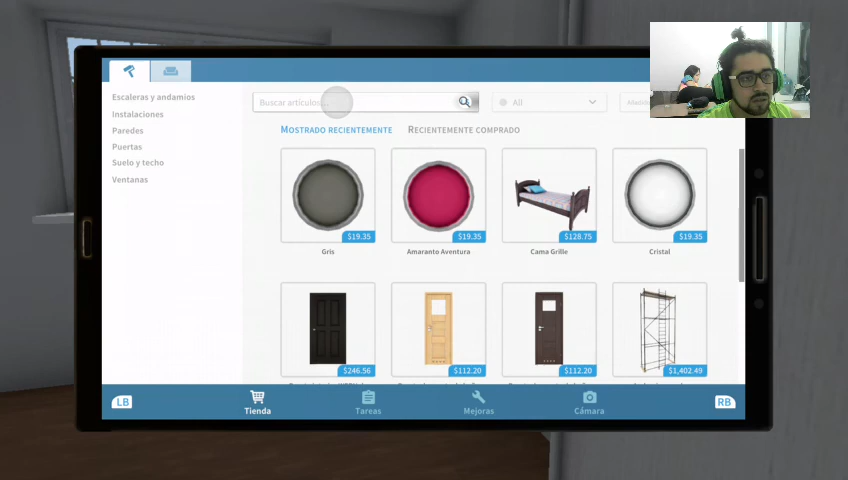 Escaleras y andamios
Instalaciones
Paredes
Puertas
Suelo y techo
Ventanas
Buscar artículos...
All
Añadido
MOSTRADO RECIENTEMENTE
RECIENTEMENTE COMPRADO
$19.35
$19.35
$128.75
$19.35
Gris
Amaranto Aventura
Cama Grille
Cristal
$246.56
$112.20
$112.20
$1,402.49
LB
Tienda
Tareas
Mejoras
Cámara
RB